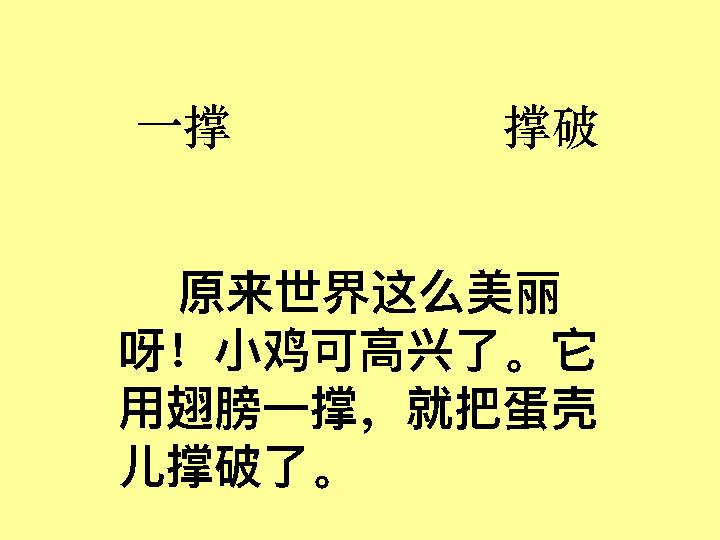 一撑 撑破
原来世界这么美丽
呀！小鸡可高兴了。它
用翅膀一撑，就把蛋壳
儿撑破了。